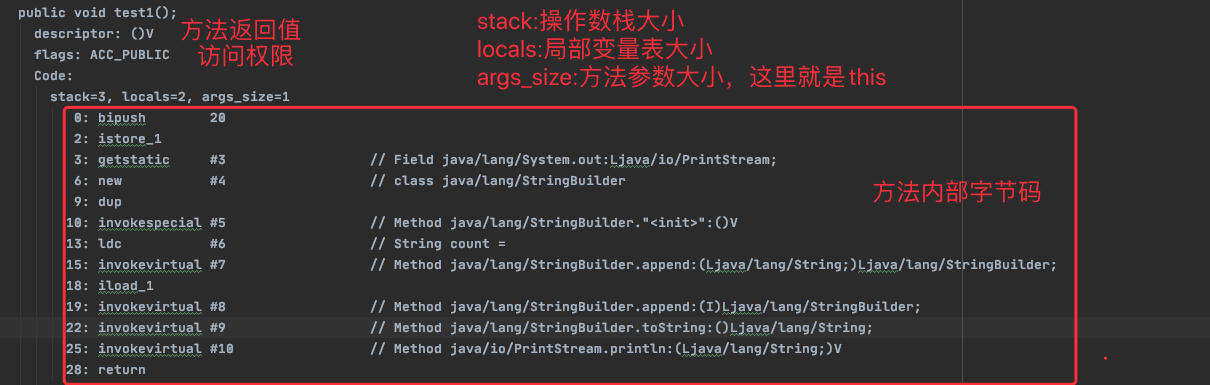 public void test1();
descriptor: ()V
flags: ACC_PUBLIC
Code:
stack=3, locals=2, args_size=1
方法返回值
访问权限
stack:操作数栈大小
locals:局部变量表大小
args_size:方法参数大小，这里就是this
0: bipush 20
2: istore_1
3: getstatic #3 // Field java/lang/System.out:Ljava/io/PrintStream;
6: new #4 // class java/lang/StringBuilder
9: dup
10: invokespecial #5 // Method java/lang/StringBuilder."<init>":()V
13: ldc #6 // String count =
15: invokevirtual #7 // Method java/lang/StringBuilder.append:(Ljava/lang/String;)Ljava/lang/StringBuilder;
18: iload_1
19: invokevirtual #8 // Method java/lang/StringBuilder.append:(I)Ljava/lang/StringBuilder;
22: invokevirtual #9 // Method java/lang/StringBuilder.toString:()Ljava/lang/String;
25: invokevirtual #10 // Method java/io/PrintStream.println:(Ljava/lang/String;)V
28: return
方法内部字节码